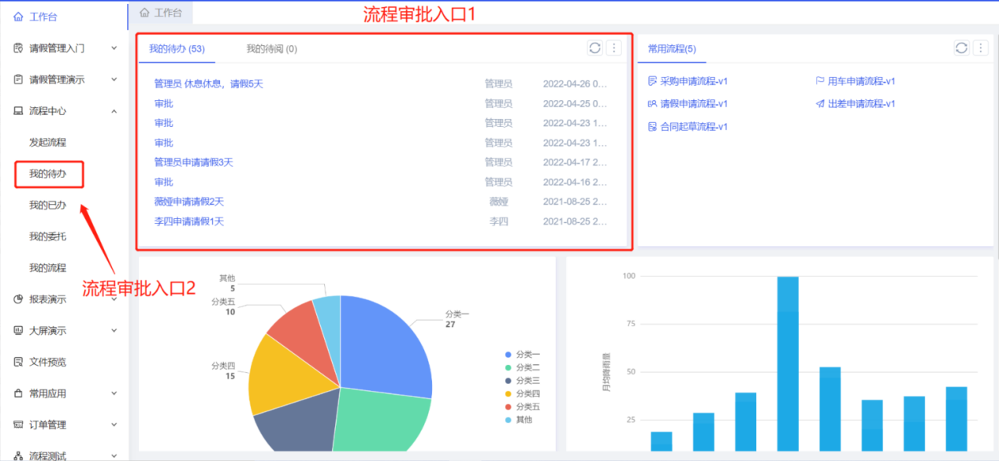 工作台
请假管理入门
请假管理演示
流程中心
发起流程
我的待办
我的已办
我的委托
我的流程
报表演示
大屏演示
文件预览
常用应用
订单管理
流程测试
工作台
流程审批入口1
流程审批入口2
我的待办 (53) 我的待阅 (0)
管理员 休息休息，请假5天 管理员 2022-04-26 0...
审批 管理员 2022-04-25 0...
审批 管理员 2022-04-23 1...
审批 管理员 2022-04-23 1...
管理员申请请假3天 管理员 2022-04-17 2...
审批 管理员 2022-04-16 2...
薇娅申请请假2天 薇娅 2021-08-25 2...
李四申请请假1天 李四 2021-08-25 2...
常用流程(5)
采购申请流程-v1 用车申请流程-v1
请假申请流程-v1 出差申请流程-v1
合同起草流程-v1
其他
5
分类五
10
分类四
15
分类一
27
分类一
分类二
分类三
分类四
分类五
其他
月均降雨量
100
75
50
25